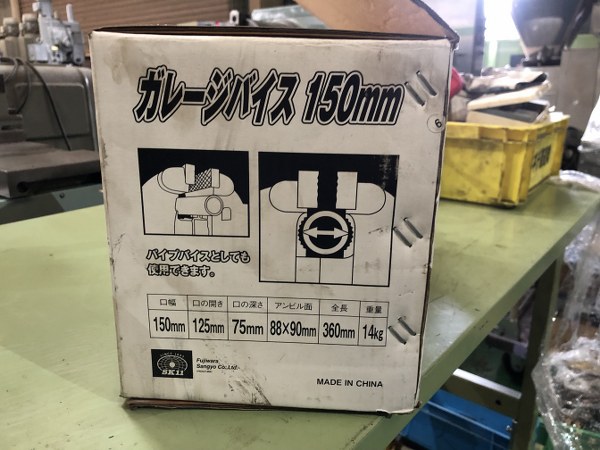 ガレージバイス 150mm
6
パイプバイスとしても
使用できます。
口幅 口の開き 口の深さ アンビル面 全長 重量
150mm 125mm 75mm 88×90mm 360mm 14kg
SK11
Fujiwara
Sangyo Co.,Ltd.
MADE IN CHINA